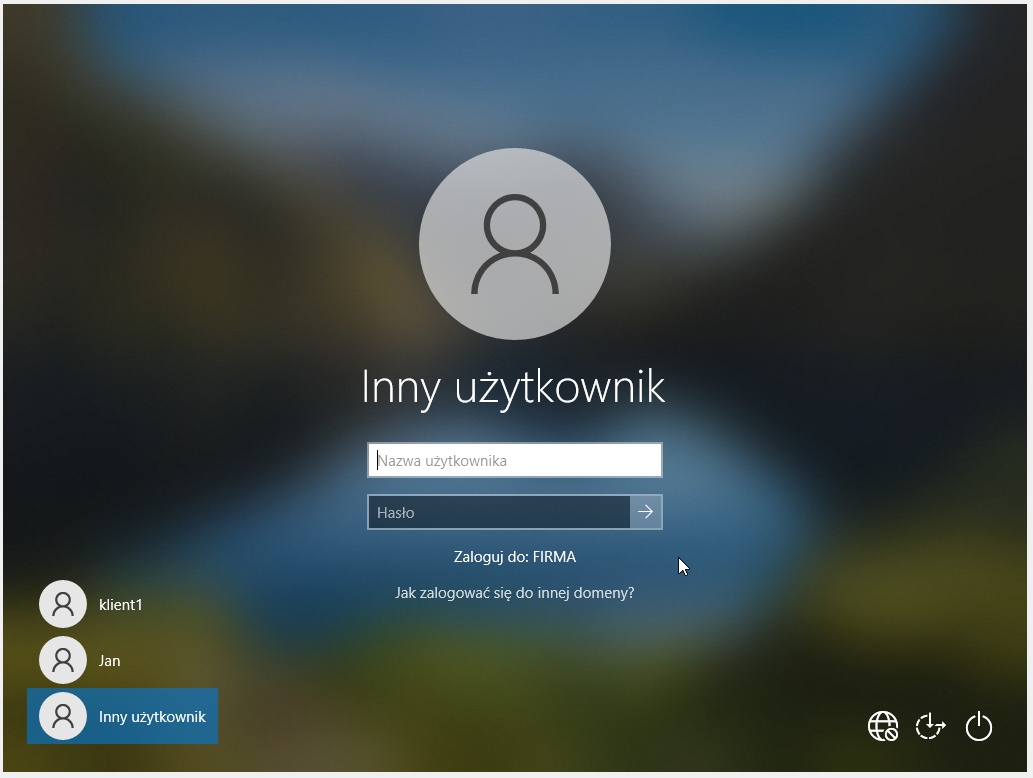 Inny użytkownik
Nazwa użytkownika
Hasło
Zaloguj do: FIRMA
Jak zalogować się do innej domeny?
klient1
Jan
Inny użytkownik